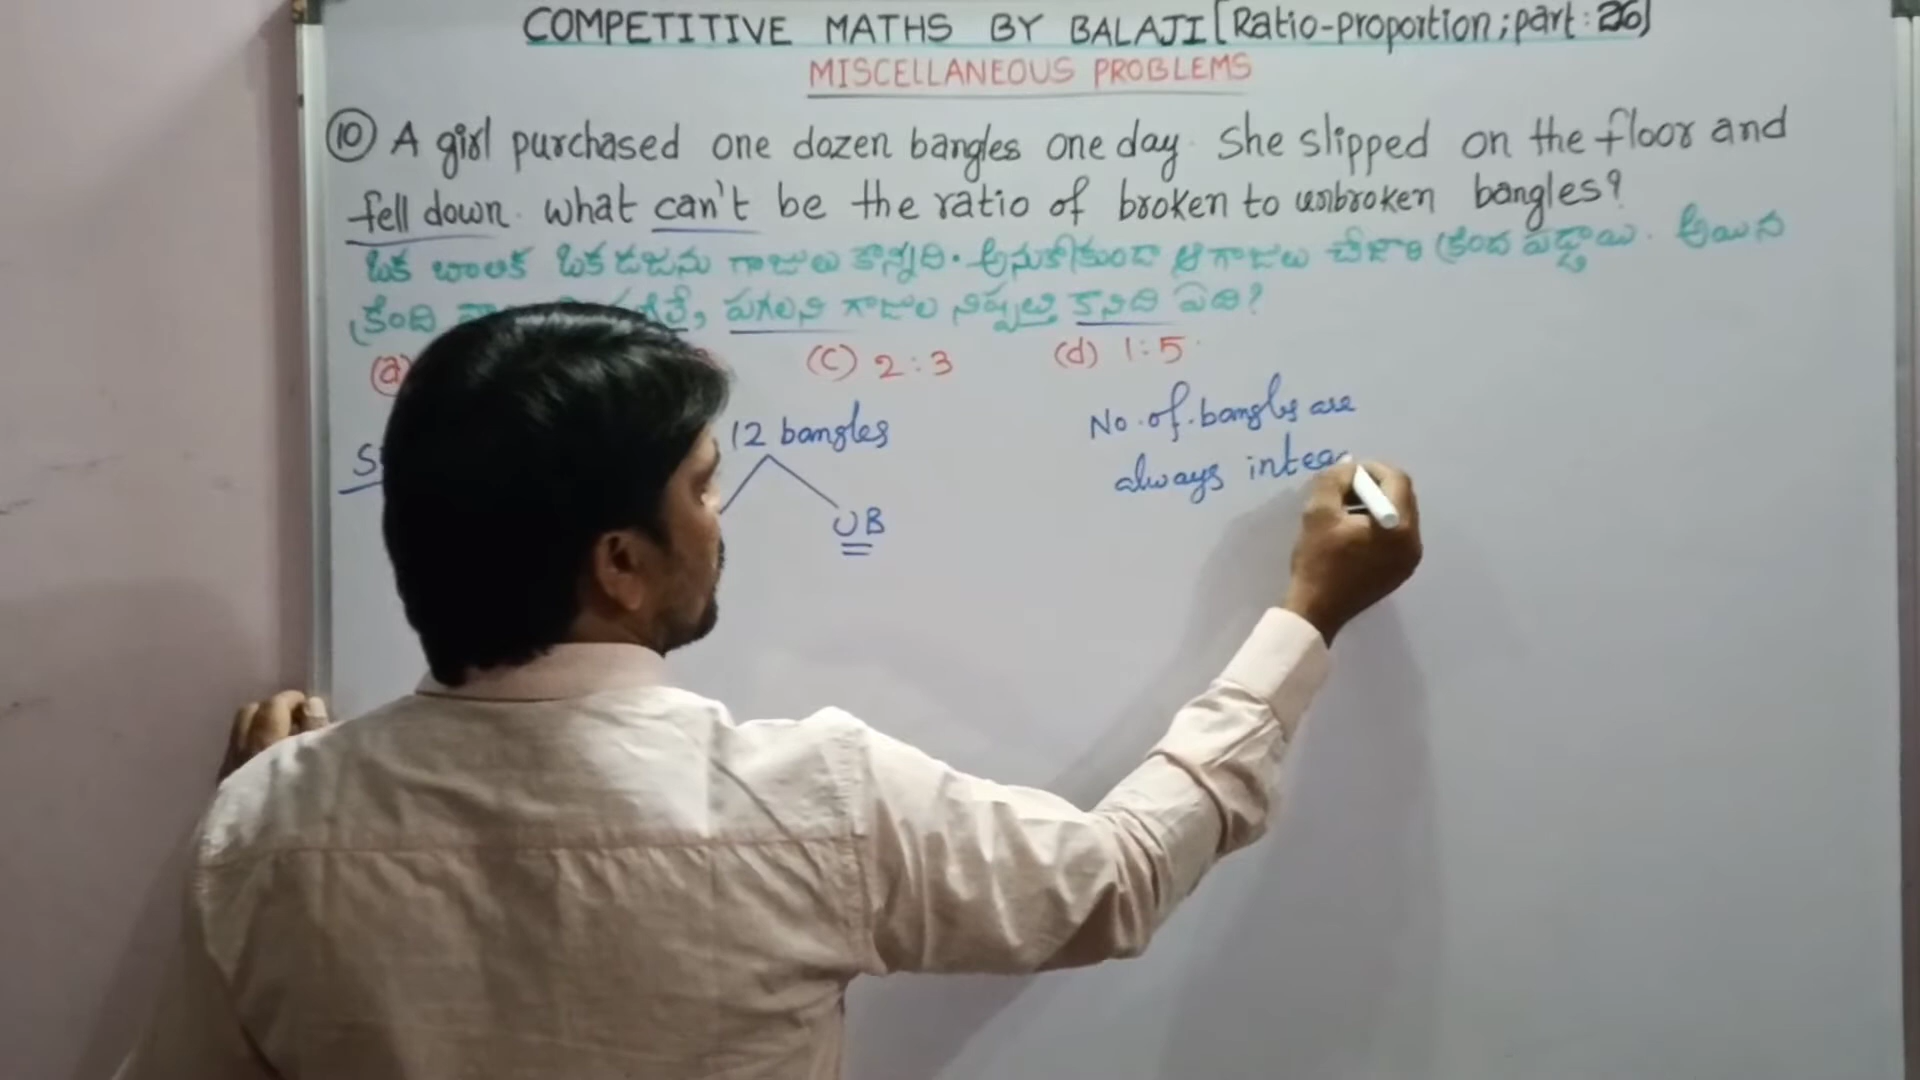 COMPETITIVE MATHS BY BALAJI [Ratio-proportion; part: 26]
MISCELLANEOUS PROBLEMS
10 A girl purchased one dozen bangles one day. She slipped on the floor and
fell down. what can't be the ratio of broken to unbroken bangles?
ఒక బాలిక ఒక డజను గాజులు కొన్నది. అనుకోకుండా ఆ గాజులు చేజారి క్రింద పడ్డాయి. అయిన
క్రింది పగలని గాజుల నిష్పత్తి కానిది ఏది?
(a) (c) 2:3 (d) 1:5
12 bangles
No. of. bangles are
always
UB